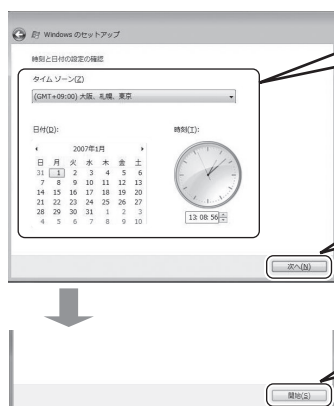 Windows のセットアップ
時刻と日付の設定の確認
タイム ゾーン(Z)
(GMT+09:00) 大阪、札幌、東京
日付(D):
時刻(T):
2007年1月
日 月 火 水 木 金 土
31 1 2 3 4 5 6
7 8 9 10 11 12 13
14 15 16 17 18 19 20
21 22 23 24 25 26 27
28 29 30 31 1 2 3
4 5 6 7 8 9 10
13:08:56
次へ(N)
開始(S)